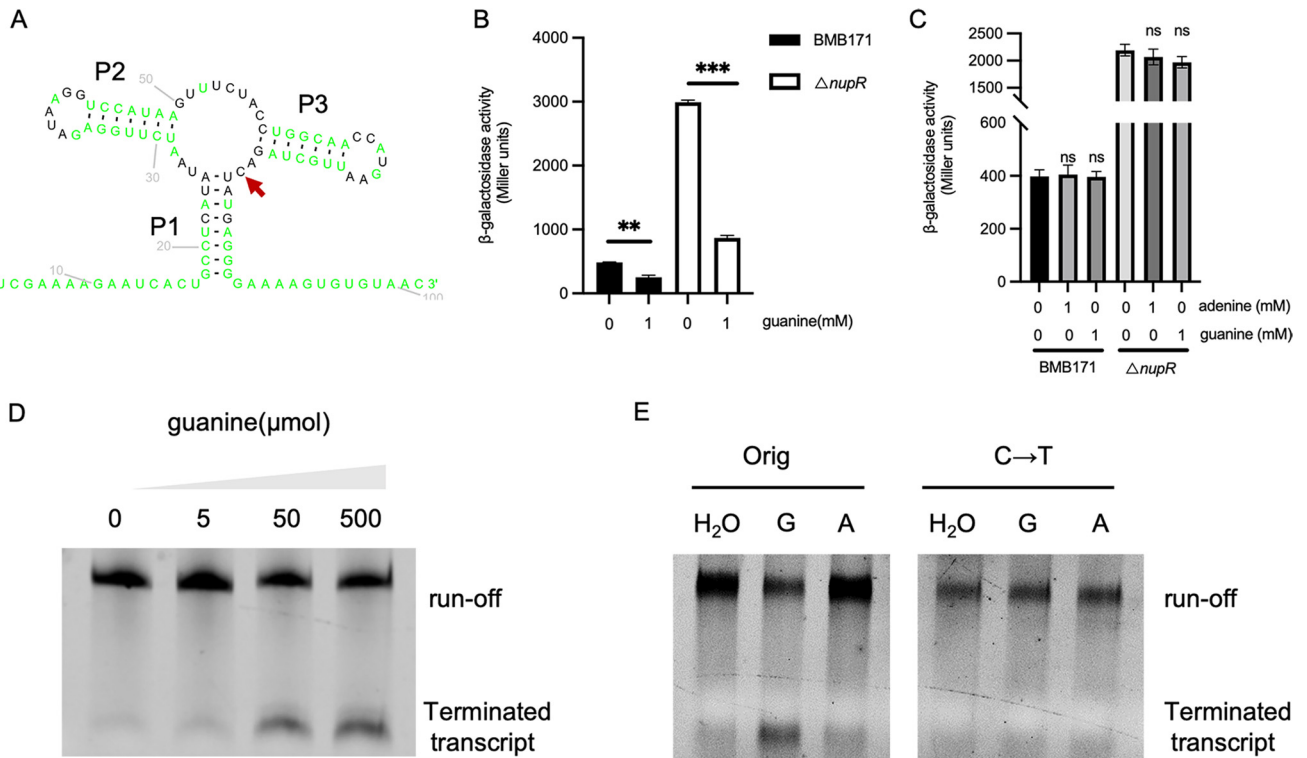 A
P2
50
P3
30
P1
20
10
UCGAAAAGAAUCACU
GAAAAGUGUGUAAC3'
100
B
4000
3000
2000
1000
0
β-galactosidase activity
(Miller units)
BMB171
△nupR
**
***
0 1 0 1 guanine(mM)
C
2500
2000
1500
600
400
200
0
β-galactosidase activity
(Miller units)
ns ns ns ns
0 1 0 0 1 0 adenine (mM)
0 0 1 0 0 1 guanine (mM)
BMB171 △nupR
D
guanine(μmol)
0 5 50 500
run-off
Terminated
transcript
E
Orig C→T
H₂O G A H₂O G A
run-off
Terminated
transcript